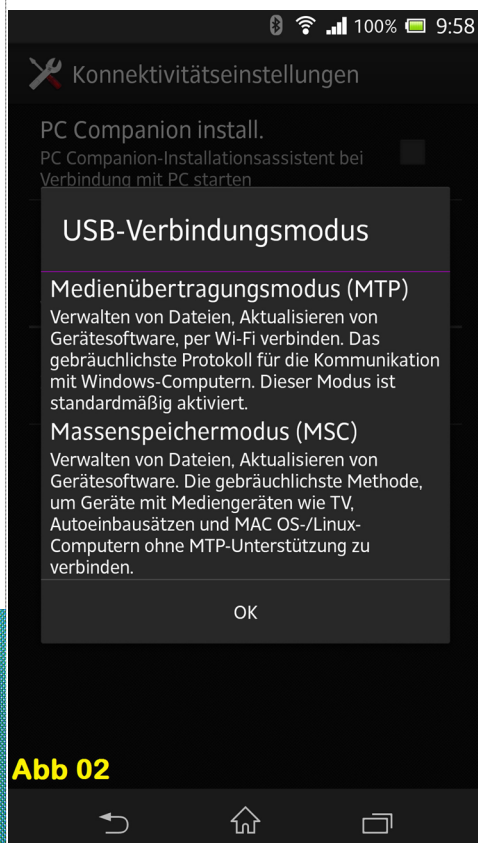 100% 9:58
Konnektivitätseinstellungen
PC Companion install.
PC Companion-Installationsassistent bei
Verbindung mit PC starten
USB-Verbindungsmodus
Medienübertragungsmodus (MTP)
Verwalten von Dateien, Aktualisieren von
Gerätesoftware, per Wi-Fi verbinden. Das
gebräuchlichste Protokoll für die Kommunikation
mit Windows-Computern. Dieser Modus ist
standardmäßig aktiviert.
Massenspeichermodus (MSC)
Verwalten von Dateien, Aktualisieren von
Gerätesoftware. Die gebräuchlichste Methode,
um Geräte mit Mediengeräten wie TV,
Autoeinbausätzen und MAC OS-/Linux-
Computern ohne MTP-Unterstützung zu
verbinden.
OK
Abb 02